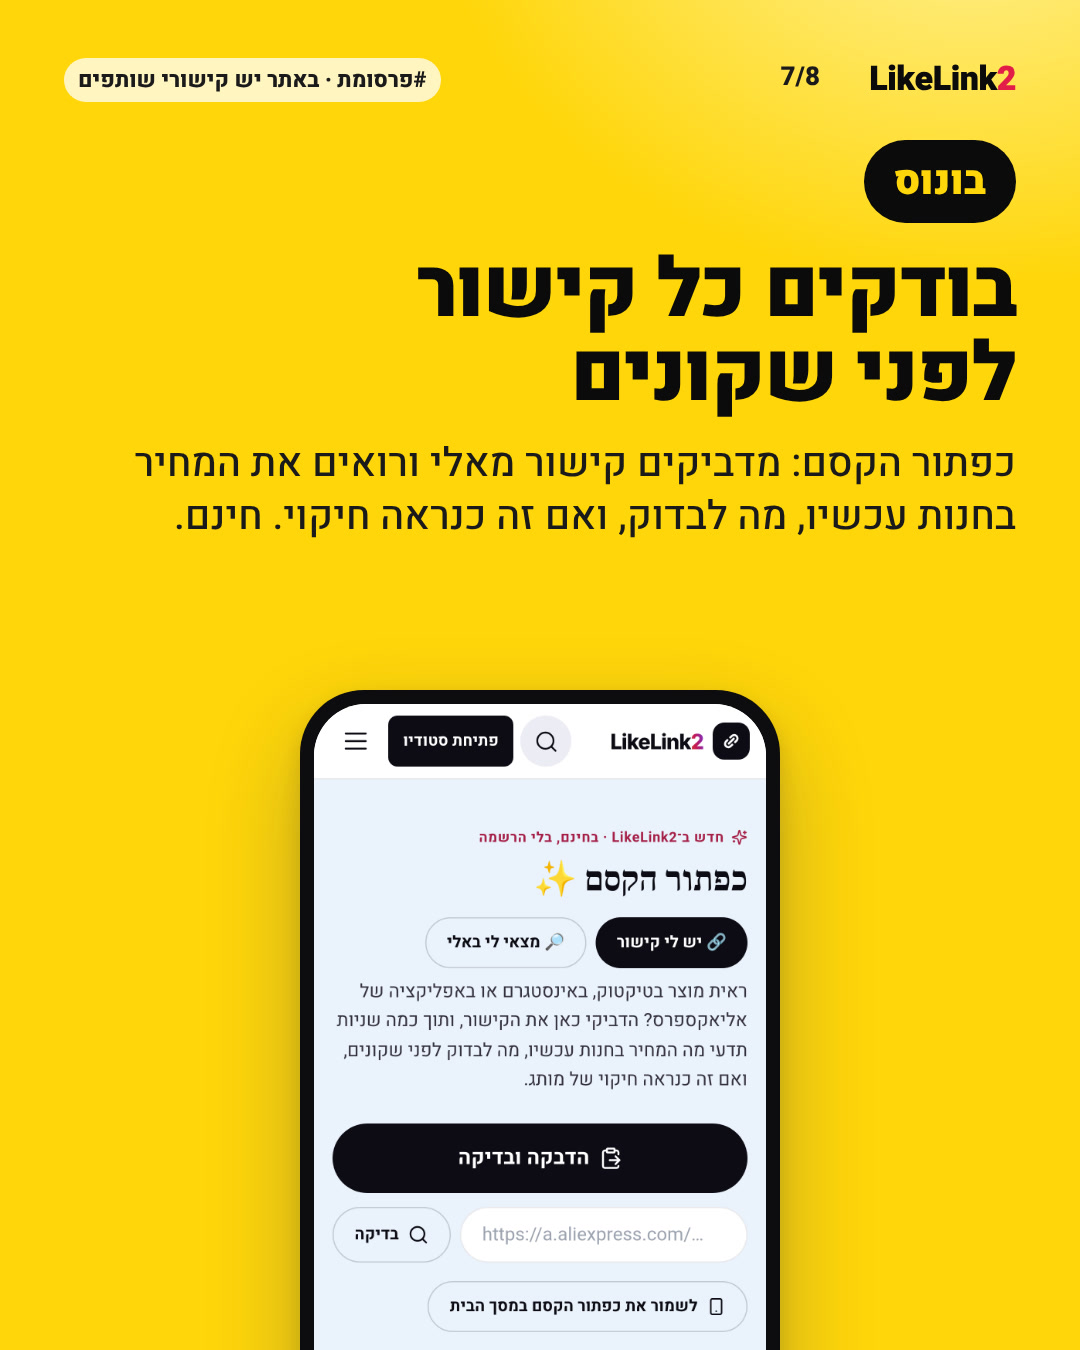 LikeLink2
7/8
#פרסומת · באתר יש קישורי שותפים
בונוס
בודקים כל קישור
לפני שקונים
כפתור הקסם: מדביקים קישור מאלי ורואים את המחיר
בחנות עכשיו, מה לבדוק, ואם זה כנראה חיקוי. חינם.
LikeLink2
פתיחת סטודיו
חדש ב־LikeLink2 · בחינם, בלי הרשמה
כפתור הקסם ✨
🔗 יש לי קישור
🔎 מצאי לי באלי
ראית מוצר בטיקטוק, באינסטגרם או באפליקציה של
אליאקספרס? הדביקי כאן את הקישור, ותוך כמה שניות
תדעי מה המחיר בחנות עכשיו, מה לבדוק לפני שקונים,
ואם זה כנראה חיקוי של מותג.
הדבקה ובדיקה
https://a.aliexpress.com/…
בדיקה
לשמור את כפתור הקסם במסך הבית